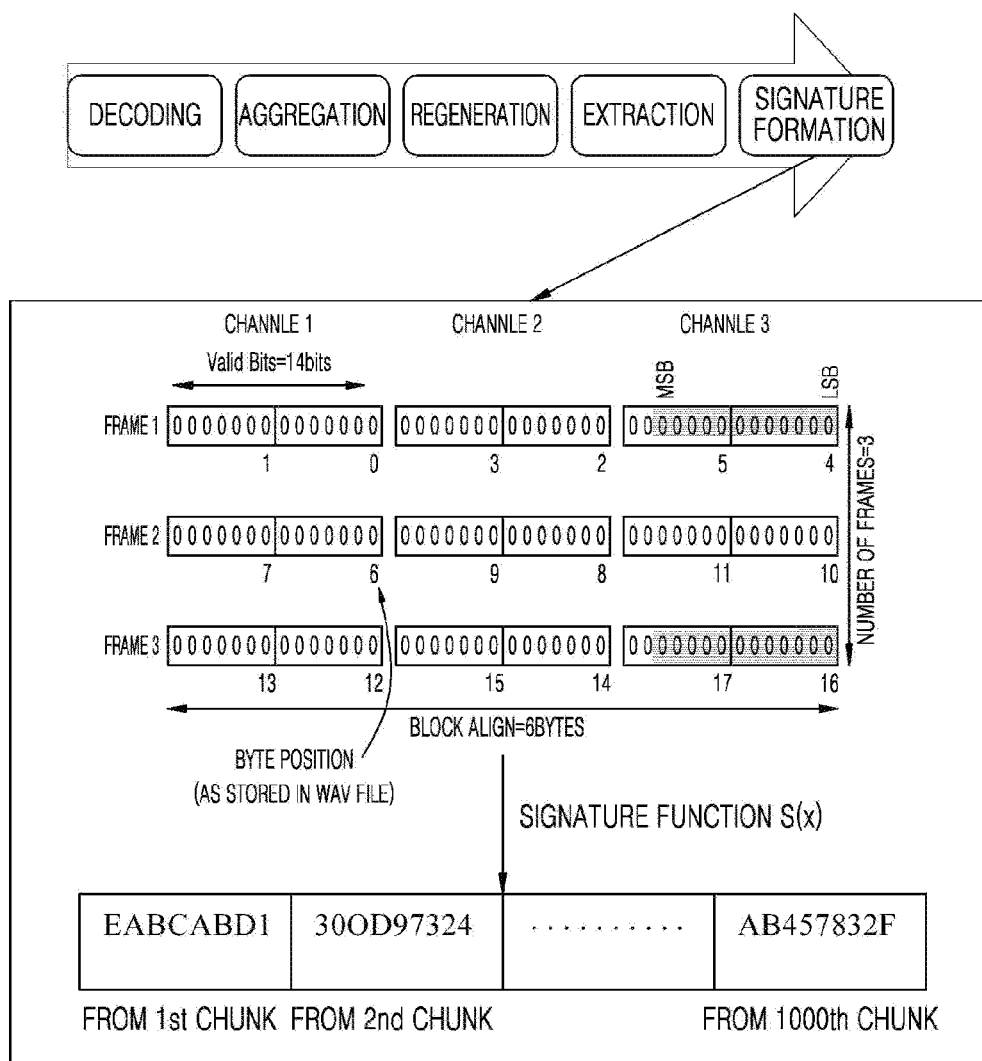 DECODING
AGGREGATION
REGENERATION
EXTRACTION
SIGNATURE
FORMATION
CHANNLE 1
CHANNLE 2
CHANNLE 3
Valid Bits=14bits
MSB
LSB
FRAME 1 0000000 0000000 0000000 0000000 0000000 0000000
1 0 3 2 5 4
FRAME 2 0000000 0000000 0000000 0000000 0000000 0000000
7 6 9 8 11 10
FRAME 3 0000000 0000000 0000000 0000000 0000000 0000000
13 12 15 14 17 16
NUMBER OF FRAMES=3
BLOCK ALIGN=6BYTES
BYTE POSITION
(AS STORED IN WAV FILE)
SIGNATURE FUNCTION S(x)
EABCABD1 30OD97324 .......... AB457832F
FROM 1st CHUNK FROM 2nd CHUNK FROM 1000th CHUNK